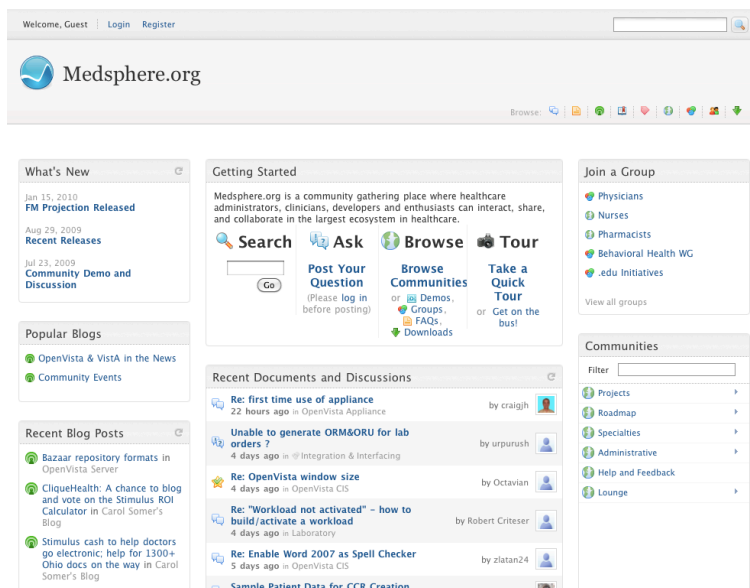 Welcome, Guest Login Register
Medsphere.org
Browse:
What's New
Jan 15, 2010
FM Projection Released
Aug 29, 2009
Recent Releases
Jul 23, 2009
Community Demo and
Discussion
Popular Blogs
OpenVista & VistA in the News
Community Events
Recent Blog Posts
Bazaar repository formats in
OpenVista Server
CliqueHealth: A chance to blog
and vote on the Stimulus ROI
Calculator in Carol Somer's
Blog
Stimulus cash to help doctors
go electronic; help for 1300+
Ohio docs on the way in Carol
Somer's Blog
Getting Started
Medsphere.org is a community gathering place where healthcare
administrators, clinicians, developers and enthusiasts can interact, share,
and collaborate in the largest ecosystem in healthcare.
Search
Go
Ask
Post Your
Question
(Please log in
before posting)
Browse
Browse
Communities
or Demos,
Groups,
FAQs,
Downloads
Tour
Take a
Quick
Tour
or Get on the
bus!
Recent Documents and Discussions
Re: first time use of appliance
22 hours ago in OpenVista Appliance
by craigjh
Unable to generate ORM&ORU for lab
orders ?
4 days ago in Integration & Interfacing
by urpurush
Re: OpenVista window size
4 days ago in OpenVista CIS
by Octavian
Re: "Workload not activated" - how to
build/activate a workload
4 days ago in Laboratory
by Robert Criteser
Re: Enable Word 2007 as Spell Checker
5 days ago in OpenVista CIS
by zlatan24
Sample Patient Data for CCR Creation
Join a Group
Physicians
Nurses
Pharmacists
Behavioral Health WG
.edu Initiatives
View all groups
Communities
Filter
Projects
Roadmap
Specialties
Administrative
Help and Feedback
Lounge